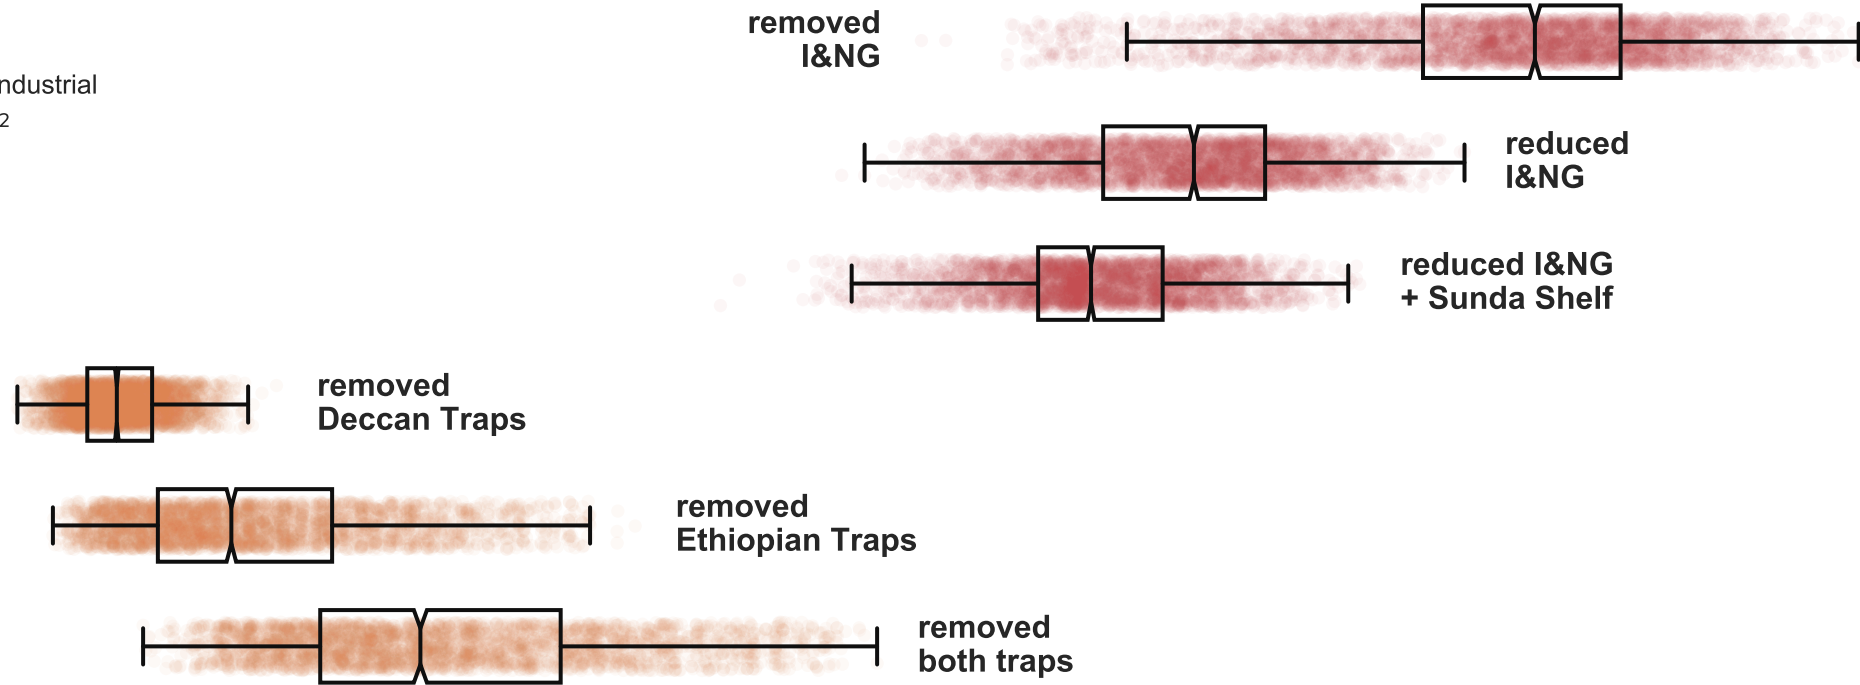 removed
I&NG
ndustrial
2
reduced
I&NG
reduced I&NG
+ Sunda Shelf
removed
Deccan Traps
removed
Ethiopian Traps
removed
both traps